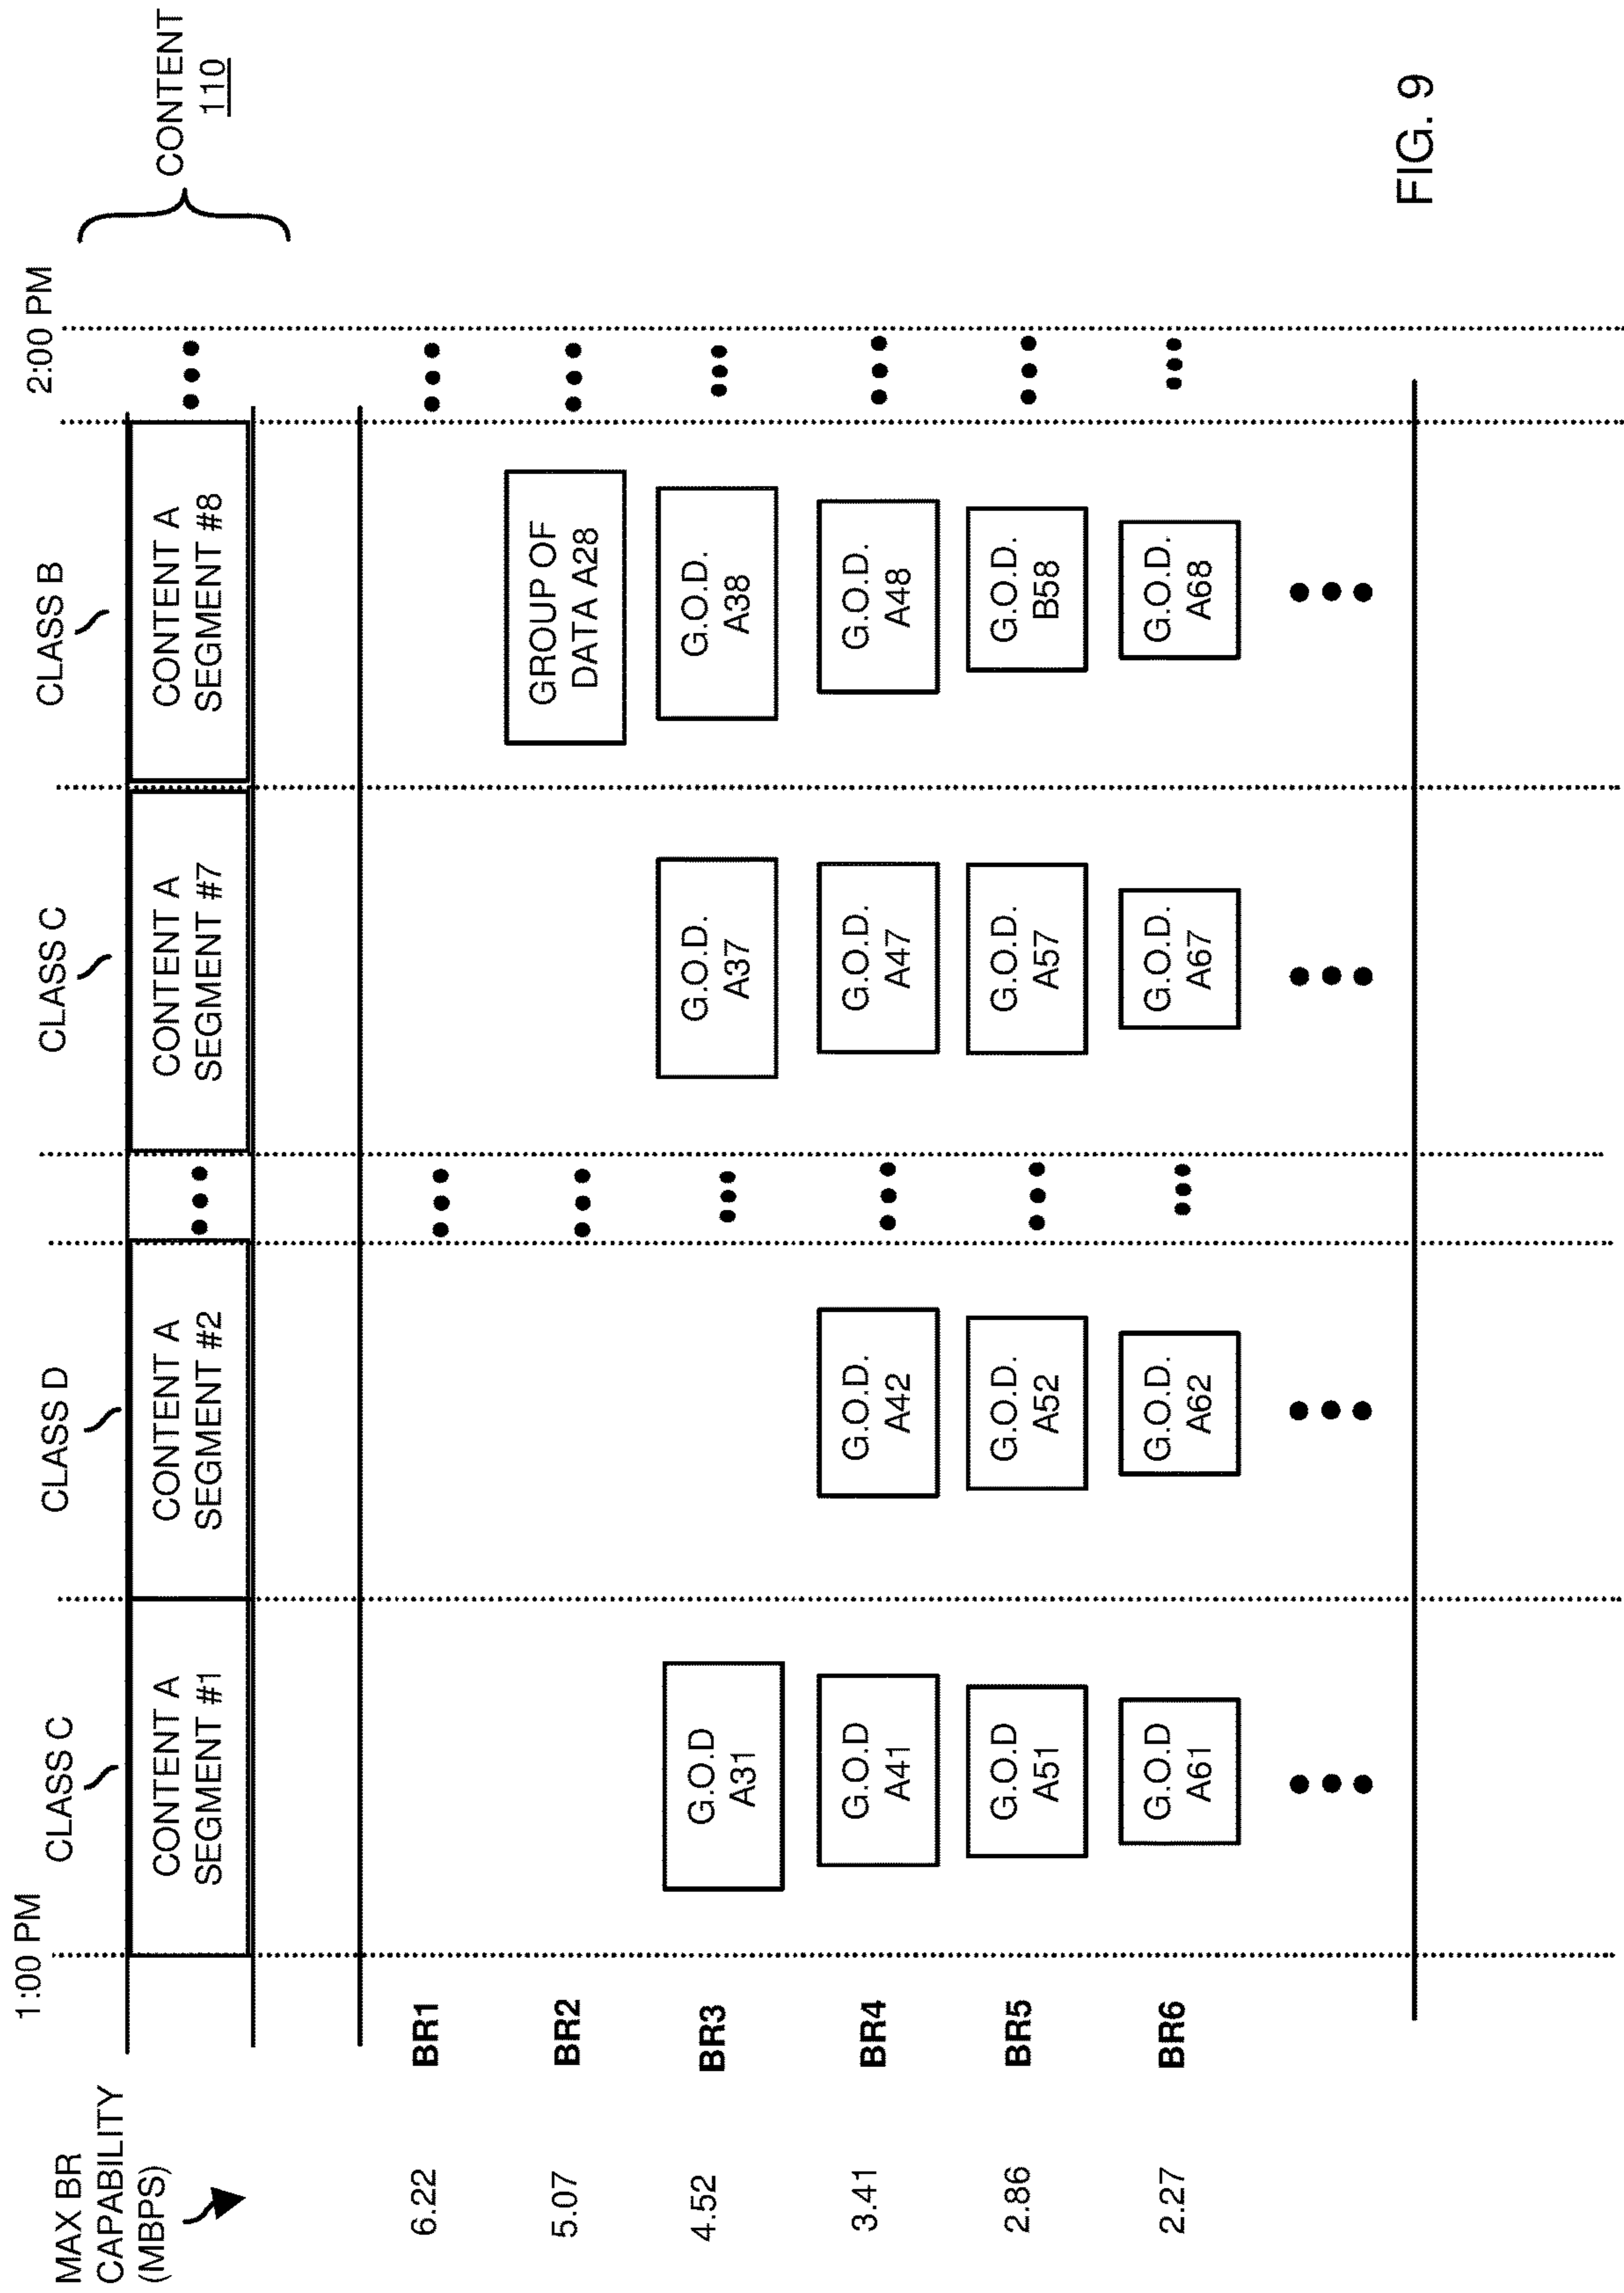 1:00 PM
2:00 PM
CLASS C
CLASS D
CLASS C
CLASS B
CONTENT
110
MAX BR
CAPABILITY
(MBPS)
CONTENT A
SEGMENT #1
CONTENT A
SEGMENT #2
CONTENT A
SEGMENT #7
CONTENT A
SEGMENT #8
6.22
BR1
5.07
BR2
GROUP OF
DATA A28
4.52
BR3
G.O.D
A31
G.O.D.
A37
G.O.D.
A38
3.41
BR4
G.O.D
A41
G.O.D.
A42
G.O.D.
A47
G.O.D.
A48
2.86
BR5
G.O.D
A51
G.O.D.
A52
G.O.D.
A57
G.O.D.
B58
2.27
BR6
G.O.D
A61
G.O.D.
A62
G.O.D.
A67
G.O.D.
A68
FIG. 9